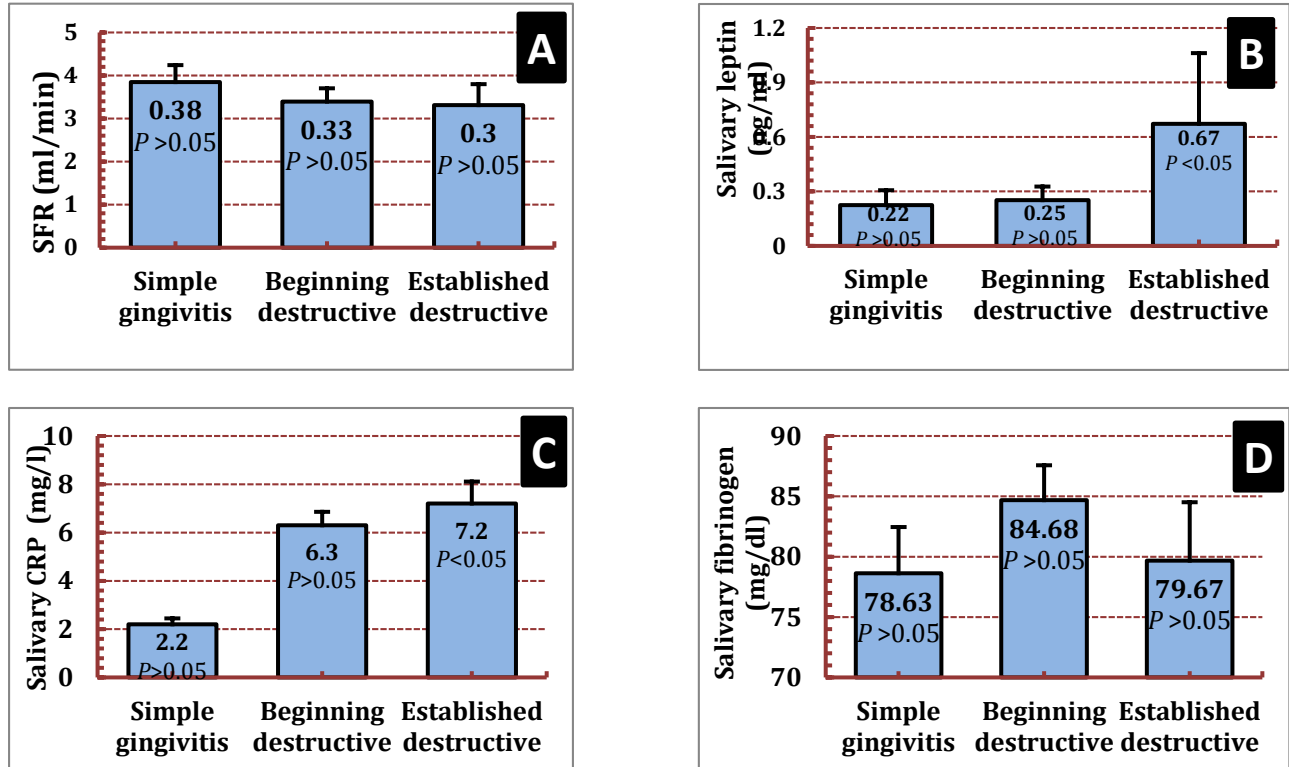 A
SFR (ml/min)
5
4
3
2
1
0
0.38
P >0.05
0.33
P >0.05
0.3
P >0.05
Simple
gingivitis
Beginning
destructive
Established
destructive
B
Salivary leptin
(ng/ml)
1.2
0.9
0.6
0.3
0
0.22
P >0.05
0.25
P >0.05
0.67
P <0.05
Simple
gingivitis
Beginning
destructive
Established
destructive
C
Salivary CRP (mg/l)
10
8
6
4
2
0
2.2
P>0.05
6.3
P>0.05
7.2
P<0.05
Simple
gingivitis
Beginning
destructive
Established
destructive
D
Salivary fibrinogen
(mg/dl)
90
85
80
75
70
78.63
P >0.05
84.68
P >0.05
79.67
P >0.05
Simple
gingivitis
Beginning
destructive
Established
destructive